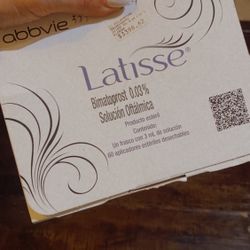 abbvie
Latisse®
Bimatoprost 0.03%
Solución Oftálmica
Producto estéril
Contenido:
Un frasco con 3 mL de solución
60 aplicadores estériles desechables